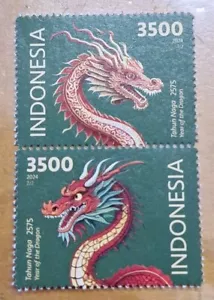 INDONESIA
3500
2024
Tahun Naga 2575
Year of the Dragon
3500
2024
INDONESIA
Tahun Naga 2575
Year of the Dragon